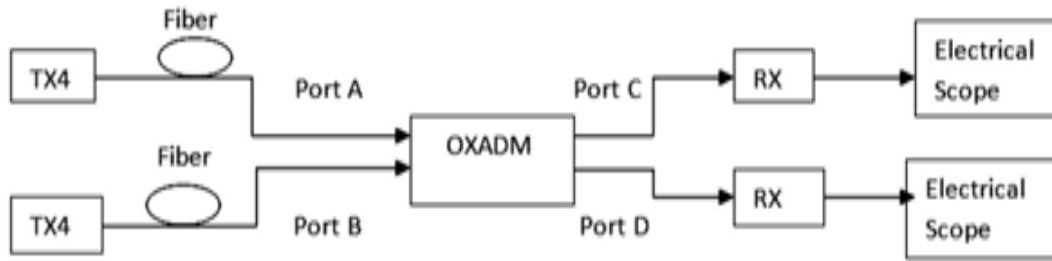 Fiber
TX4
Port A
Port C
RX
Electrical
Scope
OXADM
Fiber
TX4
Port B
Port D
RX
Electrical
Scope